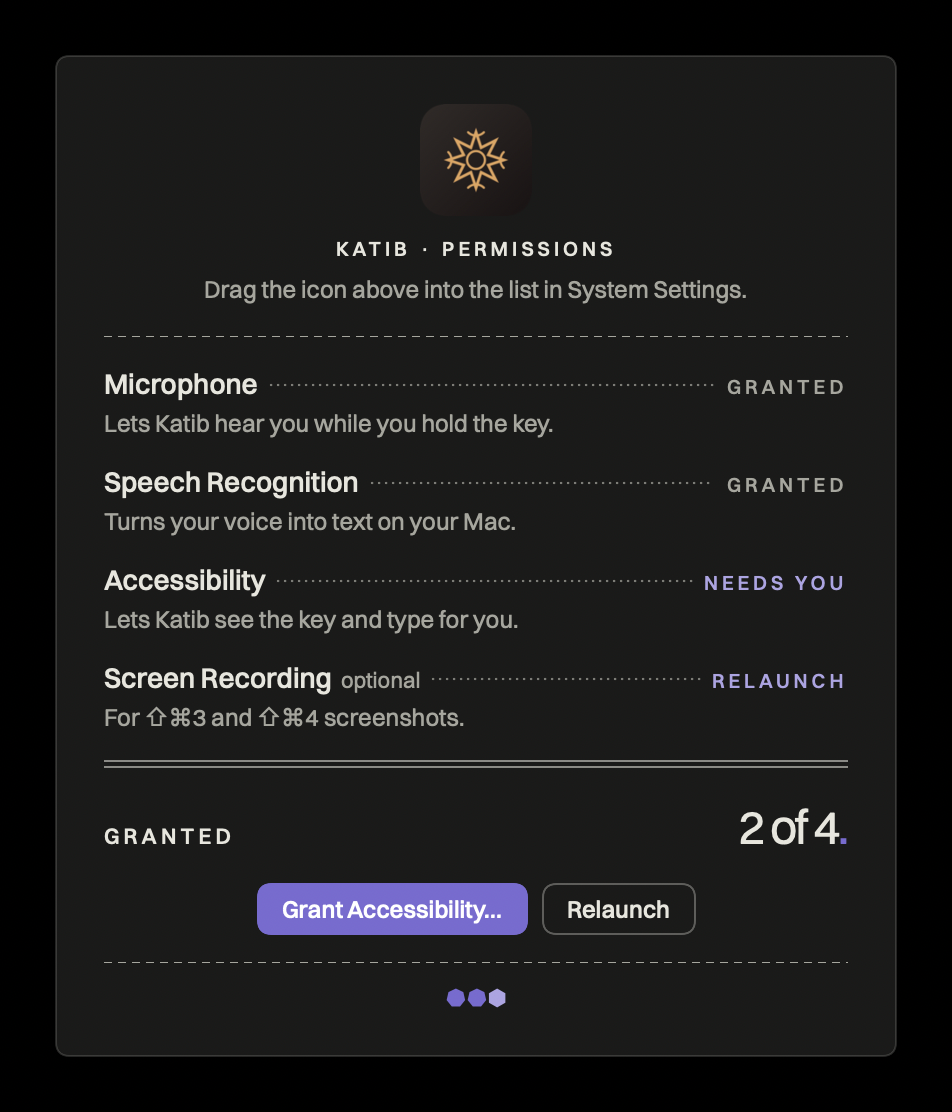 KATIB · PERMISSIONS
Drag the icon above into the list in System Settings.
Microphone GRANTED
Lets Katib hear you while you hold the key.
Speech Recognition GRANTED
Turns your voice into text on your Mac.
Accessibility NEEDS YOU
Lets Katib see the key and type for you.
Screen Recording optional RELAUNCH
For ⇧⌘3 and ⇧⌘4 screenshots.
GRANTED 2 of 4.
Grant Accessibility... Relaunch